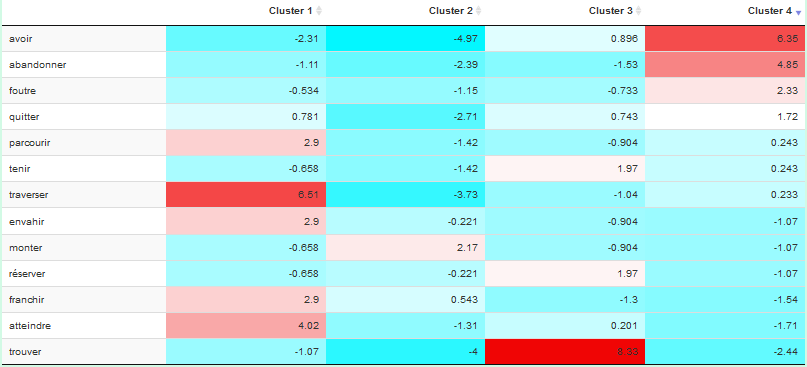 Cluster 1 Cluster 2 Cluster 3 Cluster 4
avoir -2.31 -4.97 0.896 6.35
abandonner -1.11 -2.39 -1.53 4.85
foutre -0.534 -1.15 -0.733 2.33
quitter 0.781 -2.71 0.743 1.72
parcourir 2.9 -1.42 -0.904 0.243
tenir -0.658 -1.42 1.97 0.243
traverser 6.51 -3.73 -1.04 0.233
envahir 2.9 -0.221 -0.904 -1.07
monter -0.658 2.17 -0.904 -1.07
réserver -0.658 -0.221 1.97 -1.07
franchir 2.9 0.543 -1.3 -1.54
atteindre 4.02 -1.31 0.201 -1.71
trouver -1.07 -4 8.33 -2.44